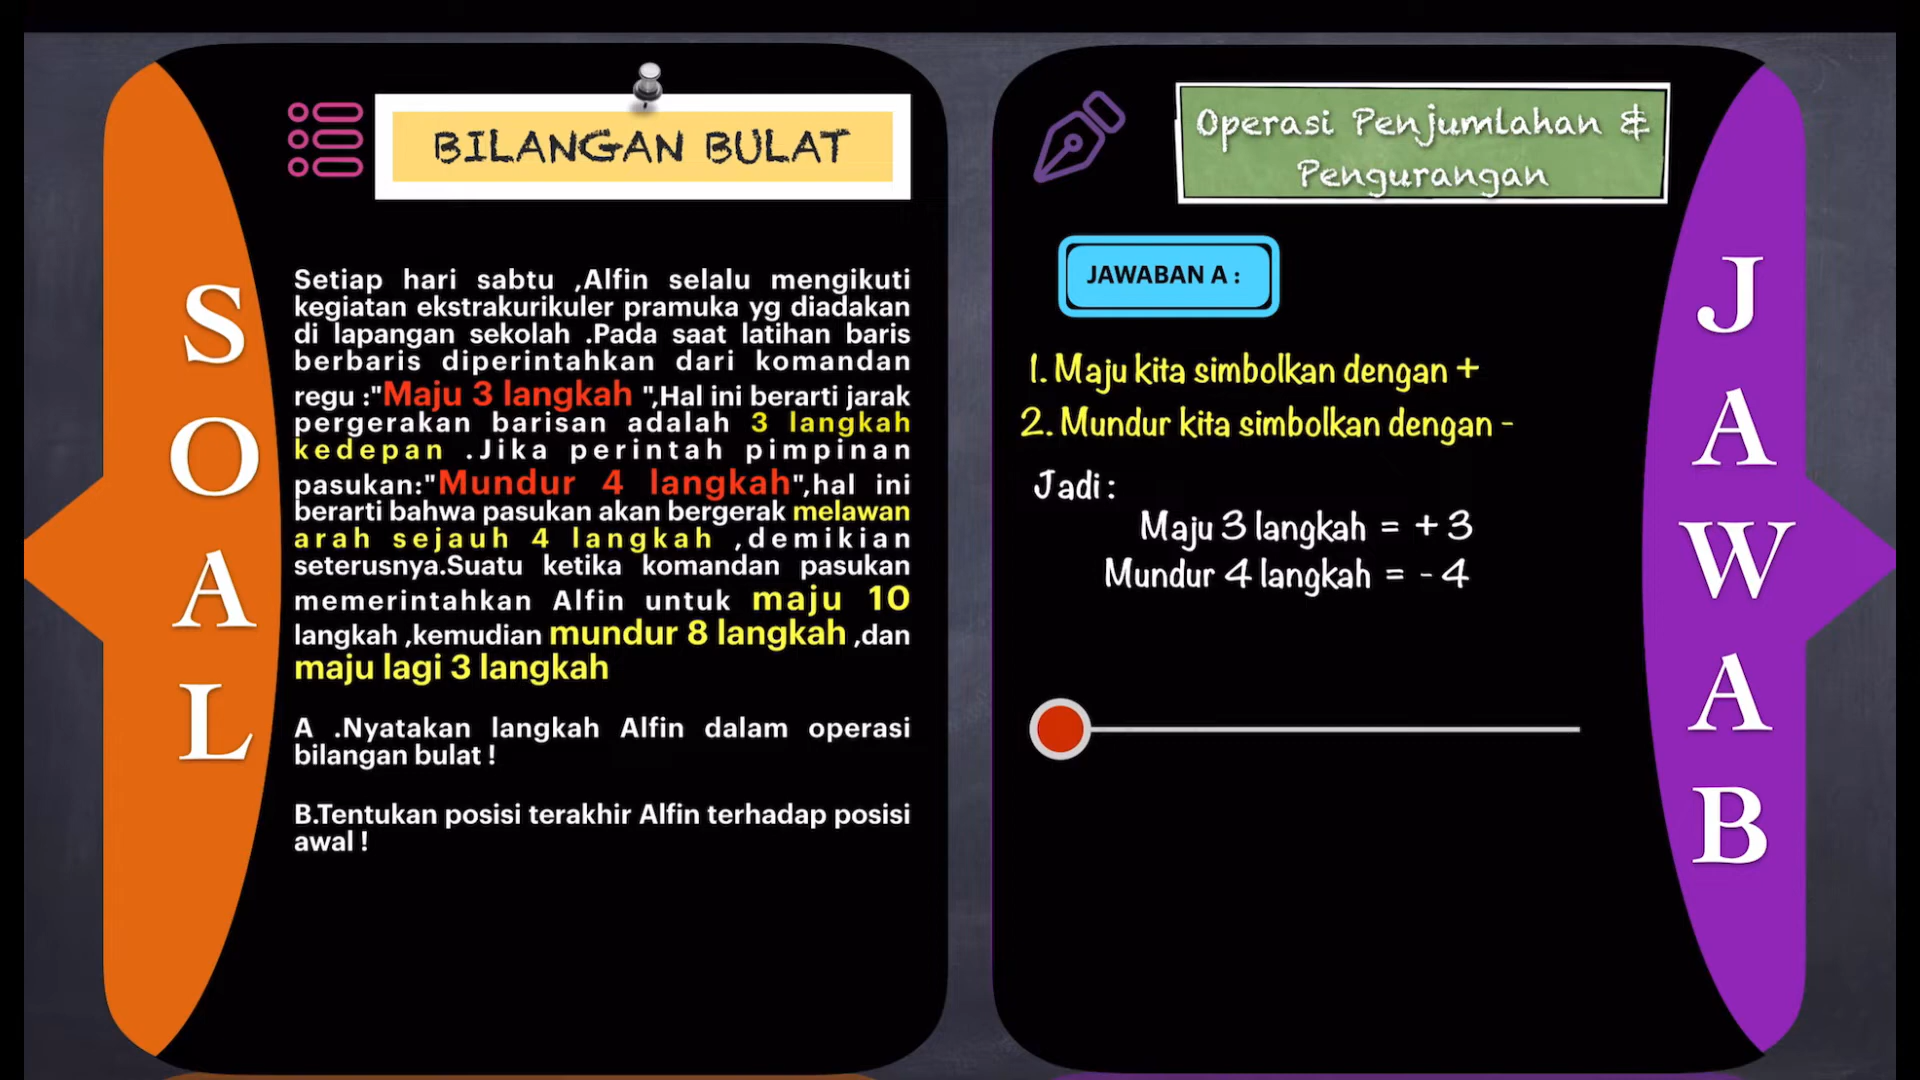 SOAL
BILANGAN BULAT
Setiap hari sabtu ,Alfin selalu mengikuti
kegiatan ekstrakurikuler pramuka yg diadakan
di lapangan sekolah .Pada saat latihan baris
berbaris diperintahkan dari komandan
regu :"Maju 3 langkah ",Hal ini berarti jarak
pergerakan barisan adalah 3 langkah
kedepan .Jika perintah pimpinan
pasukan:"Mundur 4 langkah",hal ini
berarti bahwa pasukan akan bergerak melawan
arah sejauh 4 langkah ,demikian
seterusnya.Suatu ketika komandan pasukan
memerintahkan Alfin untuk maju 10
langkah ,kemudian mundur 8 langkah ,dan
maju lagi 3 langkah
A .Nyatakan langkah Alfin dalam operasi
bilangan bulat !
B.Tentukan posisi terakhir Alfin terhadap posisi
awal !
Operasi Penjumlahan &
Pengurangan
JAWABAN A :
1. Maju kita simbolkan dengan +
2. Mundur kita simbolkan dengan -
Jadi :
Maju 3 langkah = + 3
Mundur 4 langkah = - 4
JAWAB